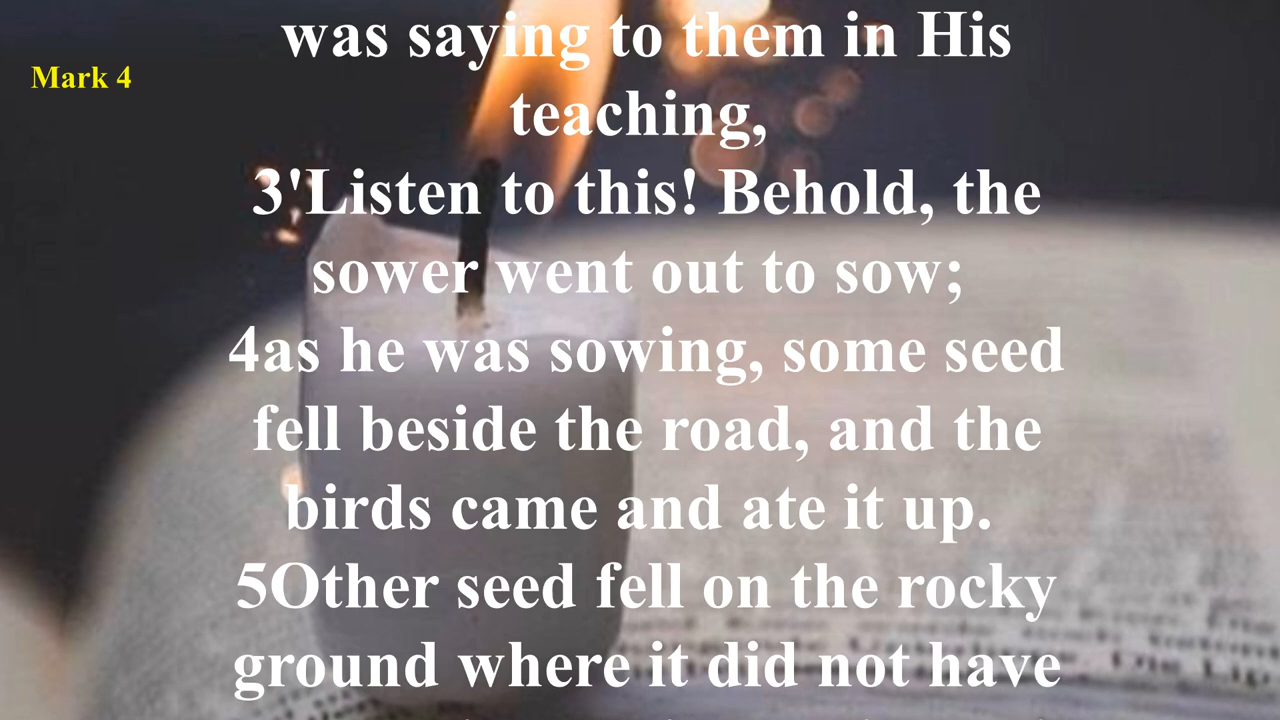 was saying to them in His
Mark 4
teaching,
3'Listen to this! Behold, the
sower went out to sow;
4as he was sowing, some seed
fell beside the road, and the
birds came and ate it up.
5Other seed fell on the rocky
ground where it did not have